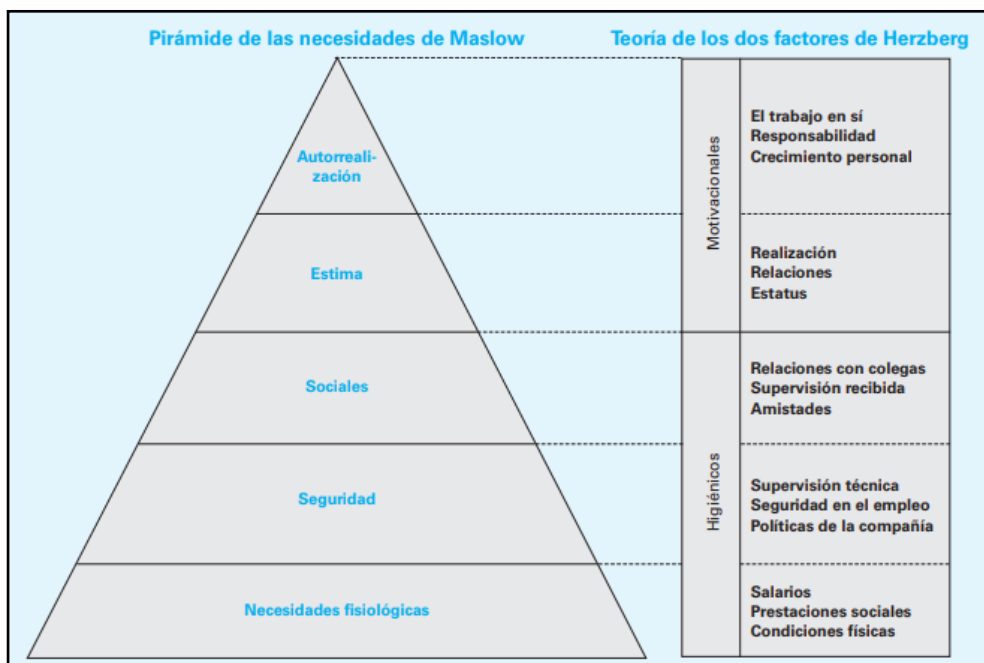 Pirámide de las necesidades de Maslow
Teoría de los dos factores de Herzberg
Autorreali-
zación
Estima
Sociales
Seguridad
Necesidades fisiológicas
Motivacionales
El trabajo en sí
Responsabilidad
Crecimiento personal
Realización
Relaciones
Estatus
Higiénicos
Relaciones con colegas
Supervisión recibida
Amistades
Supervisión técnica
Seguridad en el empleo
Políticas de la compañía
Salarios
Prestaciones sociales
Condiciones físicas